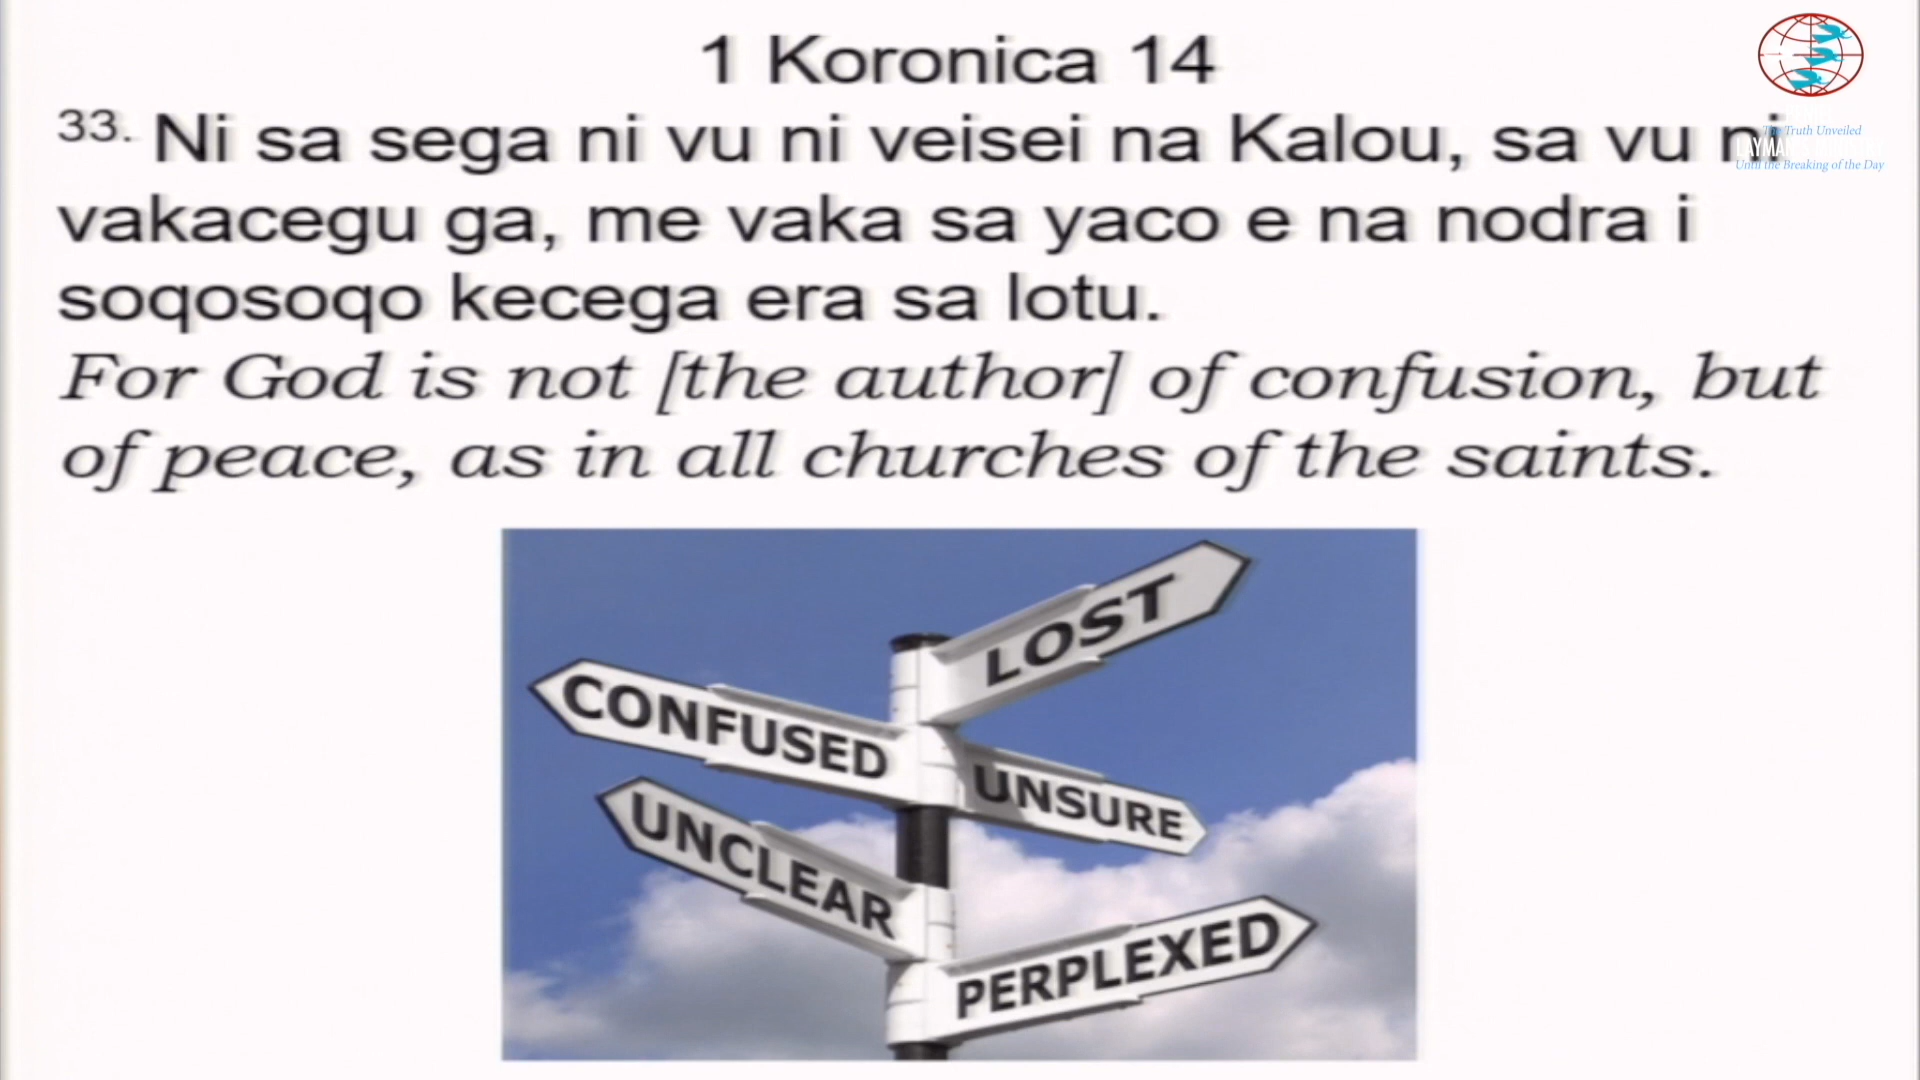 1 Koronica 14
33. Ni sa sega ni vu ni veisei na Kalou, sa vu ni
vakacegu ga, me vaka sa yaco e na nodra i
soqosoqo kecega era sa lotu.
For God is not [the author] of confusion, but
of peace, as in all churches of the saints.
The Truth Unveiled
Until the Breaking of the Day
LOST
CONFUSED
UNSURE
UNCLEAR
PERPLEXED